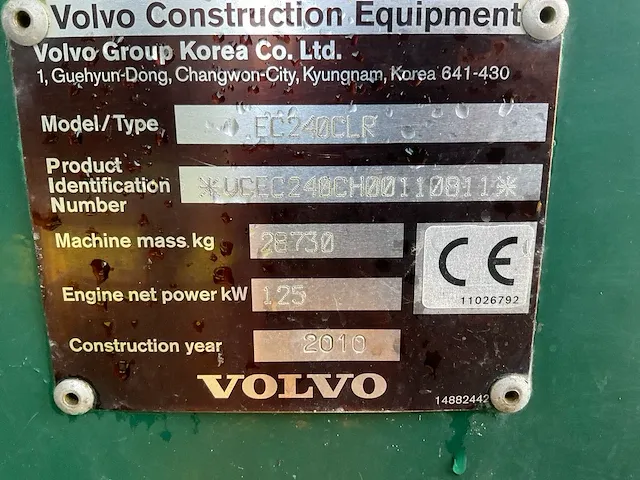 Volvo Construction Equipment
Volvo Group Korea Co. Ltd.
1, Guehyun-Dong, Changwon-City, Kyungnam, Korea 641-430
Model/Type EC240CLR
Product
Identification *VCEC240CH00110811*
Number
Machine mass kg 28730
Engine net power kW 125
Construction year 2010
CE
11026792
VOLVO
14882442